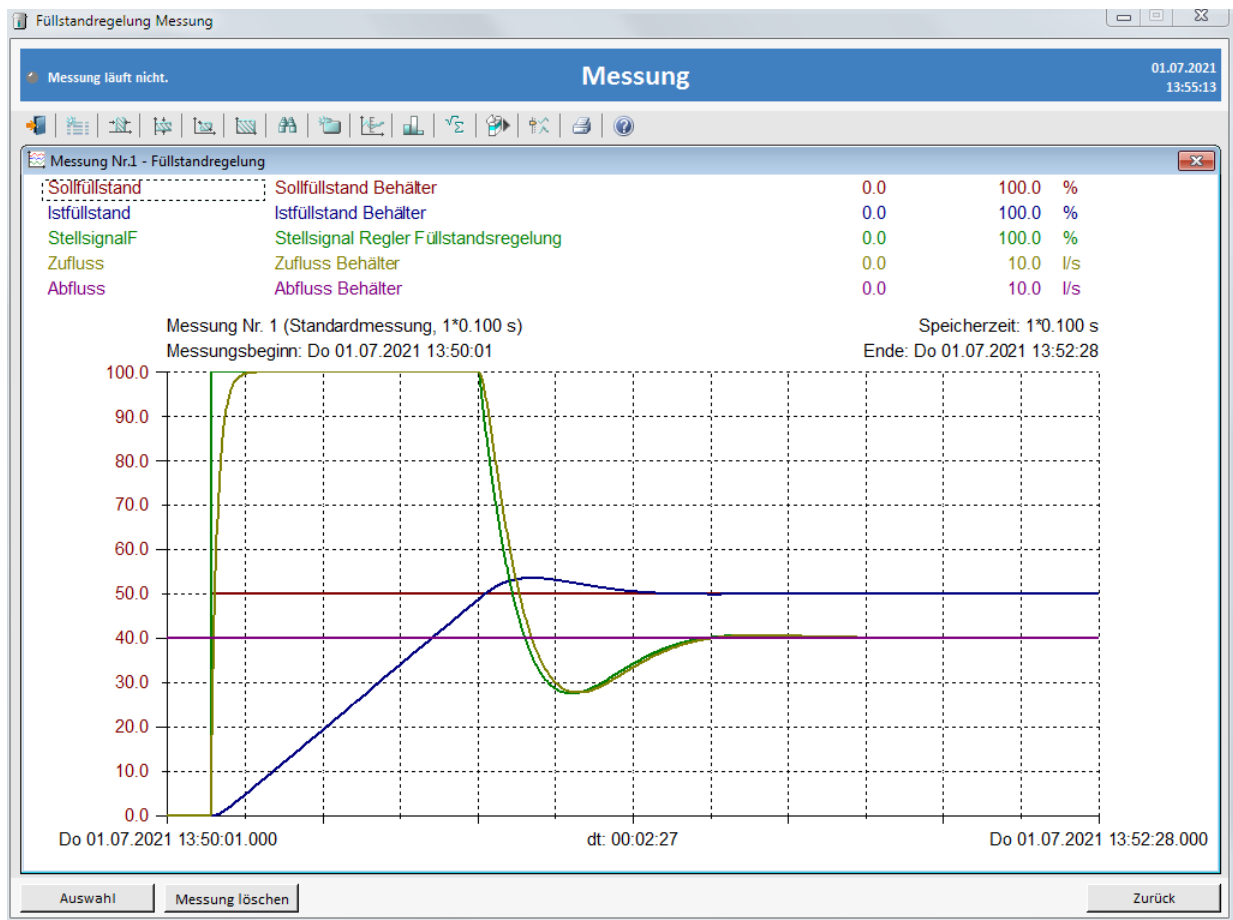 Füllstandregelung Messung
Messung läuft nicht.
Messung
01.07.2021
13:55:13
Messung Nr.1 - Füllstandregelung
Sollfüllstand Sollfüllstand Behälter 0.0 100.0 %
Istfüllstand Istfüllstand Behälter 0.0 100.0 %
StellsignalF Stellsignal Regler Füllstandsregelung 0.0 100.0 %
Zufluss Zufluss Behälter 0.0 10.0 l/s
Abfluss Abfluss Behälter 0.0 10.0 l/s
Messung Nr. 1 (Standardmessung, 1*0.100 s) Speicherzeit: 1*0.100 s
Messungsbeginn: Do 01.07.2021 13:50:01 Ende: Do 01.07.2021 13:52:28
100.0
90.0
80.0
70.0
60.0
50.0
40.0
30.0
20.0
10.0
0.0
Do 01.07.2021 13:50:01.000 dt: 00:02:27 Do 01.07.2021 13:52:28.000
Auswahl Messung löschen Zurück